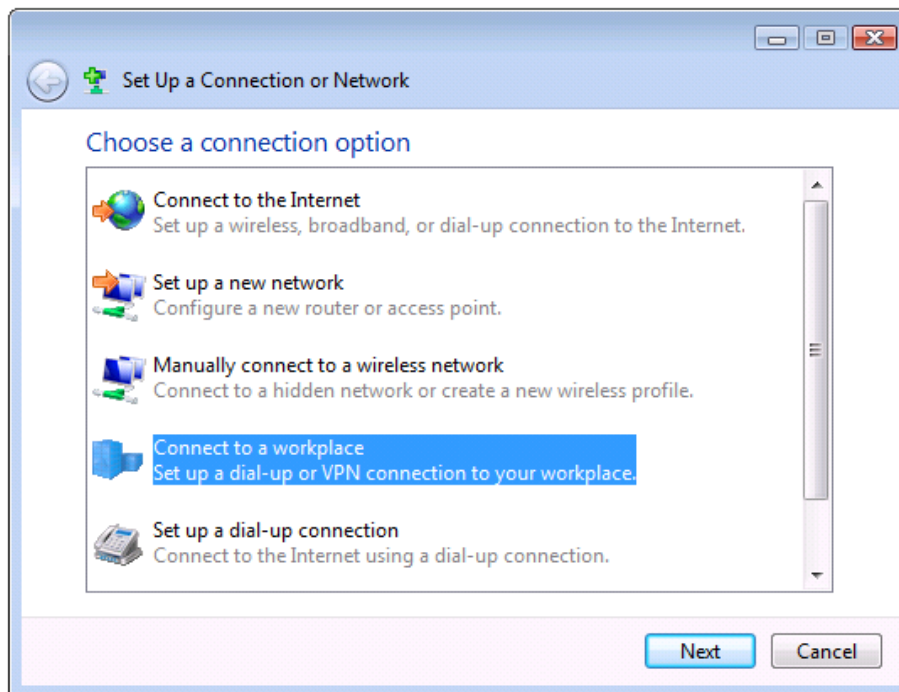 Set Up a Connection or Network
Choose a connection option
Connect to the Internet
Set up a wireless, broadband, or dial-up connection to the Internet.
Set up a new network
Configure a new router or access point.
Manually connect to a wireless network
Connect to a hidden network or create a new wireless profile.
Connect to a workplace
Set up a dial-up or VPN connection to your workplace.
Set up a dial-up connection
Connect to the Internet using a dial-up connection.
Next
Cancel